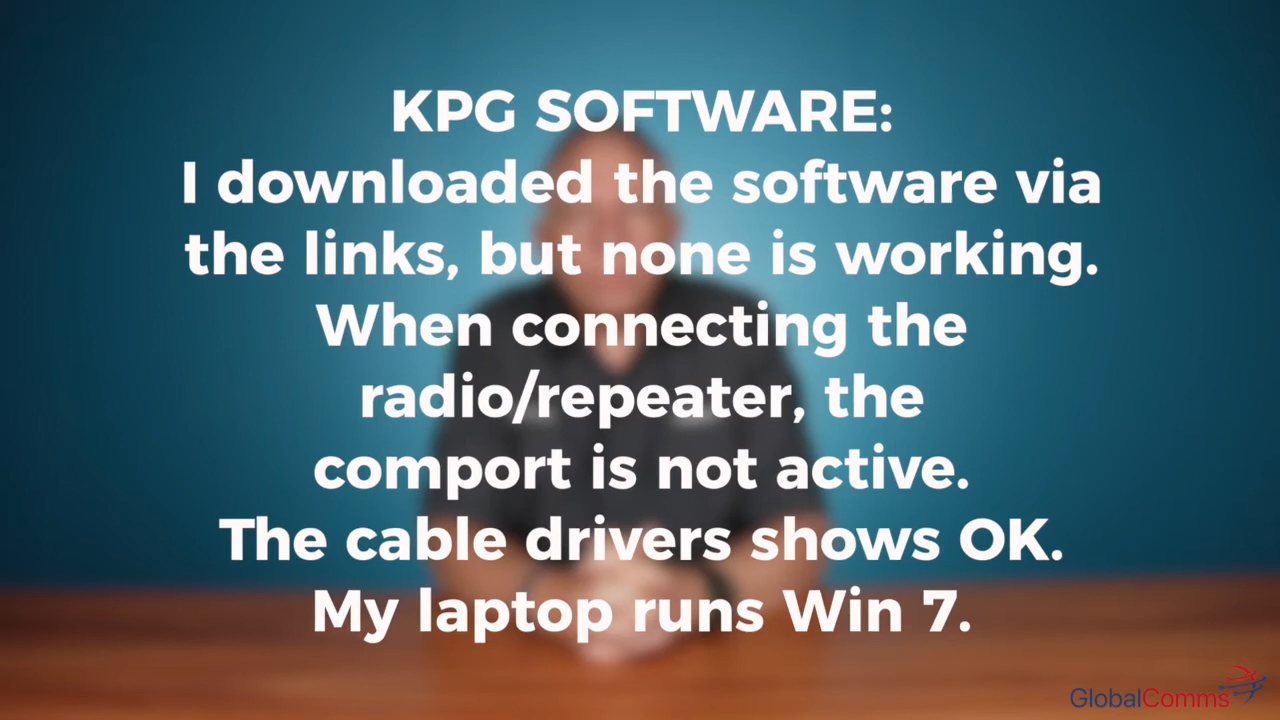 KPG SOFTWARE:
I downloaded the software via
the links, but none is working.
When connecting the
radio/repeater, the
comport is not active.
The cable drivers shows OK.
My laptop runs Win 7.
GlobalComms